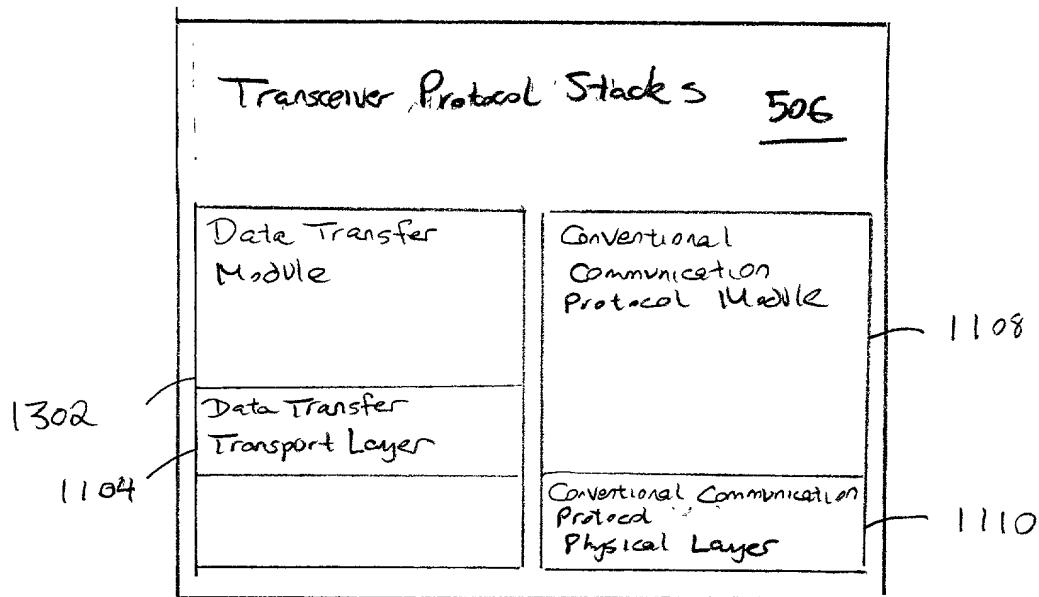 Transceiver Protocol Stacks 506
Data Transfer
Module
Conventional
Communication
Protocol Module
1108
1302
Data Transfer
Transport Layer
1104
Conventional Communication
Protocol
Physical Layer
1110